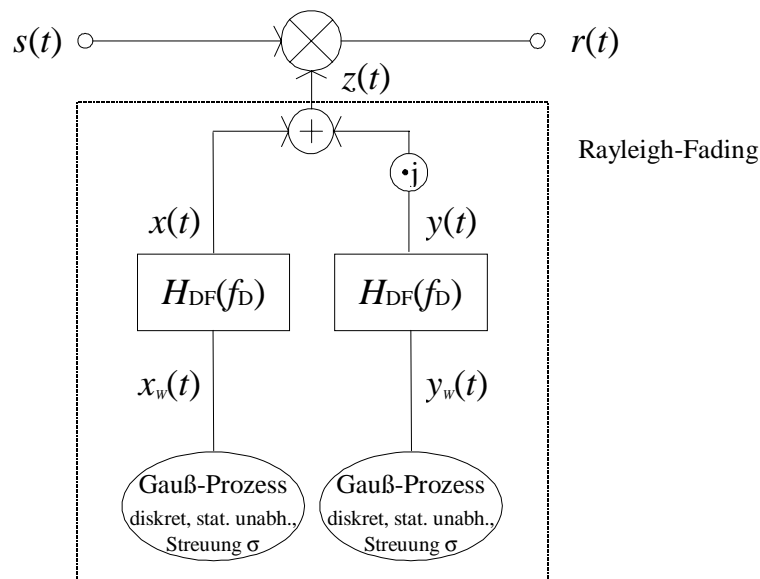 s(t) r(t)
z(t)
+
Rayleigh-Fading
•j
x(t) y(t)
H_DF(f_D) H_DF(f_D)
x_w(t) y_w(t)
Gauß-Prozess Gauß-Prozess
diskret, stat. unabh., diskret, stat. unabh.,
Streuung σ Streuung σ